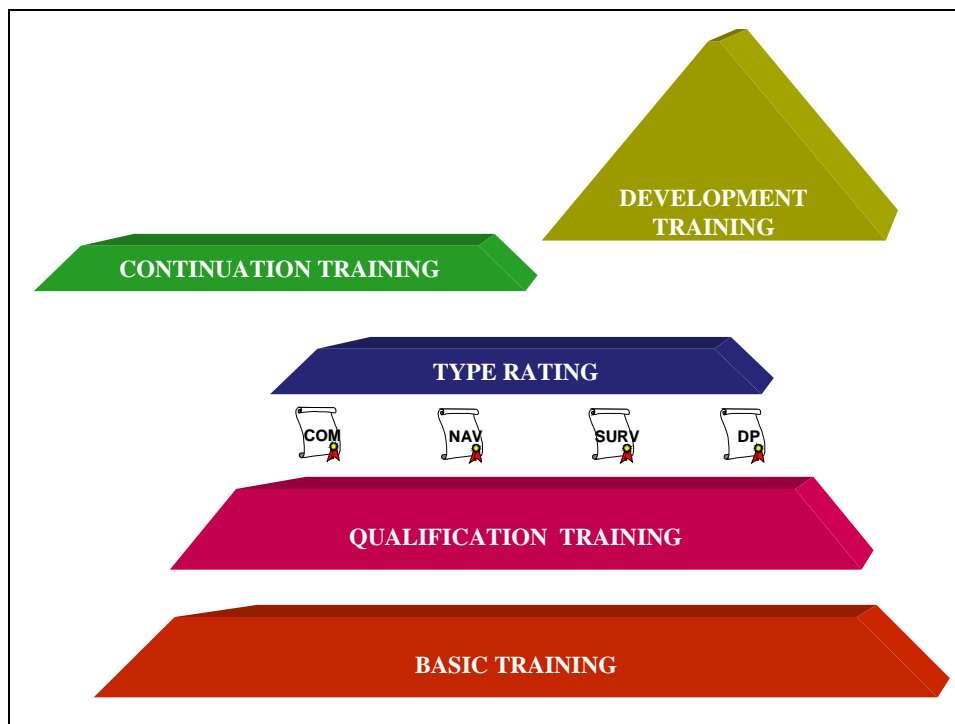 DEVELOPMENT
TRAINING
CONTINUATION TRAINING
TYPE RATING
COM NAV SURV DP
QUALIFICATION TRAINING
BASIC TRAINING